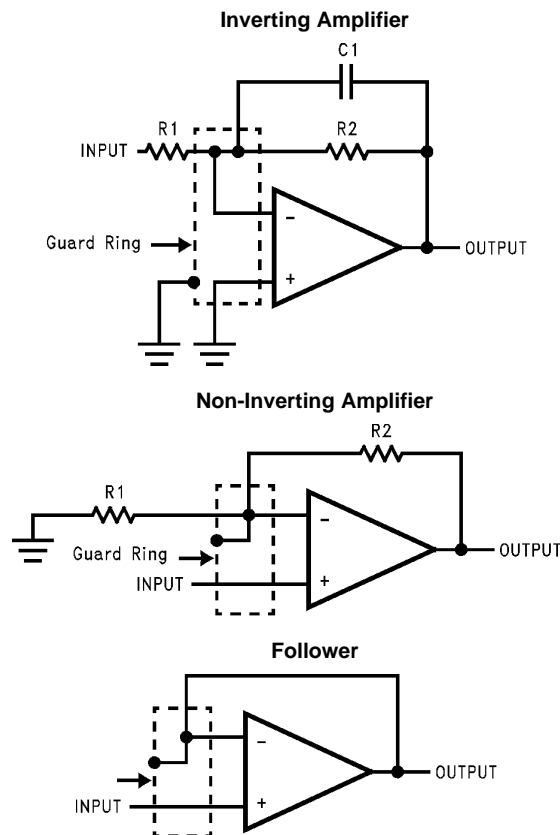 Inverting Amplifier
C1
R1
R2
INPUT
-
Guard Ring
OUTPUT
+
Non-Inverting Amplifier
R2
R1
-
Guard Ring
OUTPUT
INPUT
+
Follower
-
OUTPUT
INPUT
+